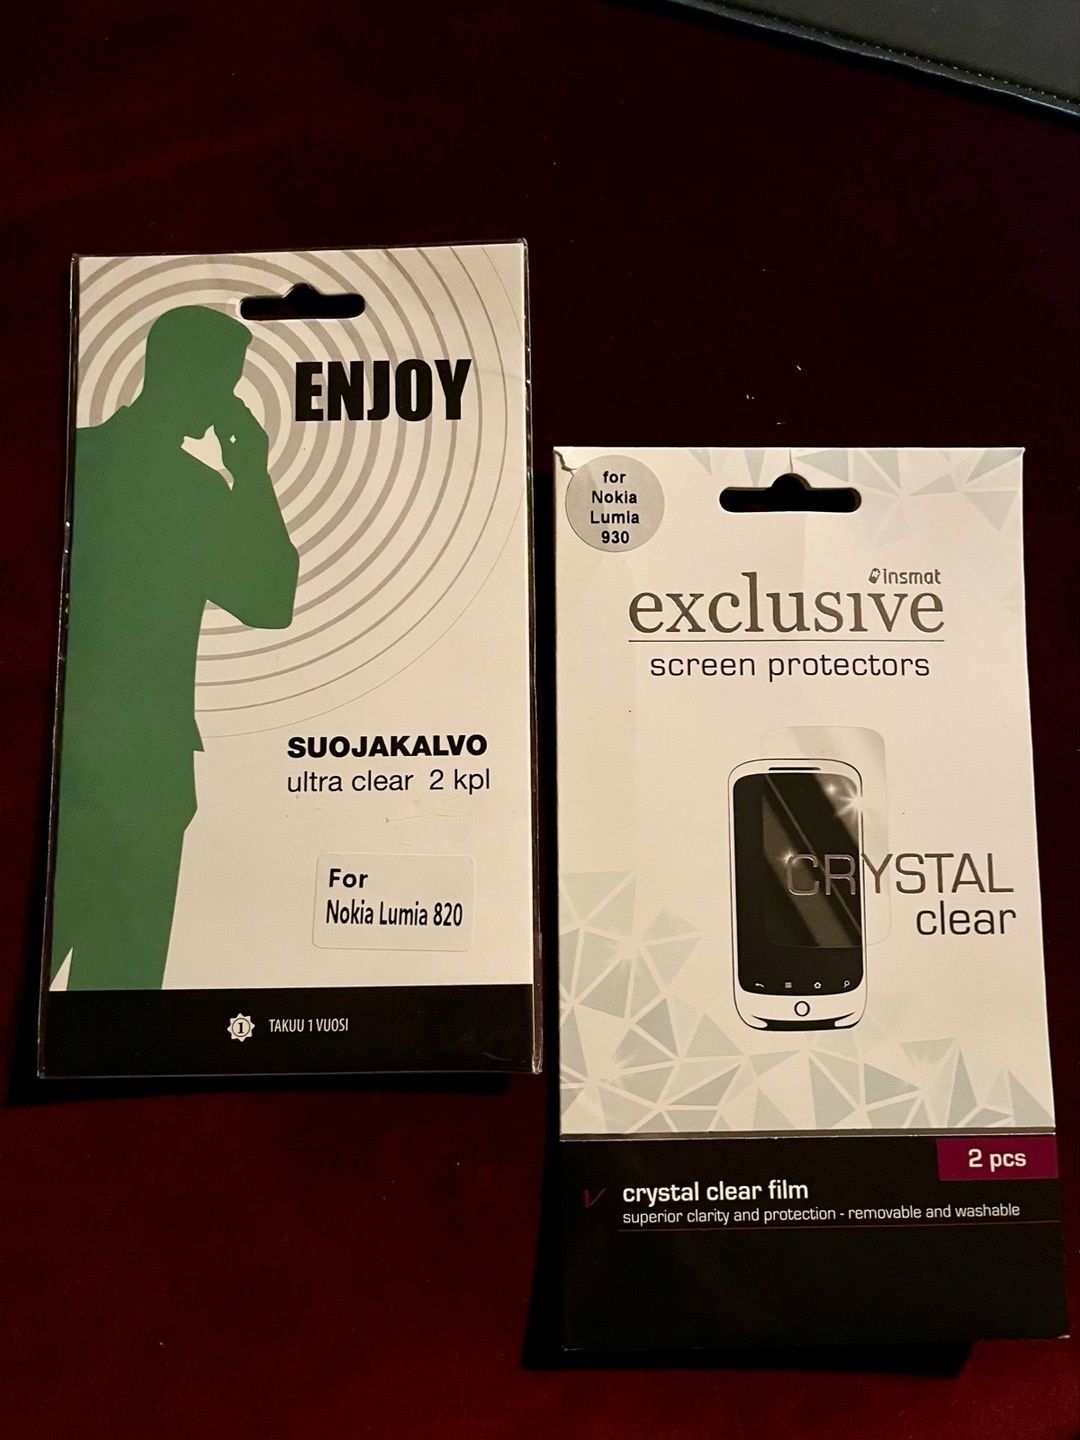 ENJOY
SUOJAKALVO
ultra clear 2 kpl
For
Nokia Lumia 820
1
TAKUU 1 VUOSI
for
Nokia
Lumia
930
insmat
exclusive
screen protectors
CRYSTAL
clear
2 pcs
crystal clear film
superior clarity and protection - removable and washable